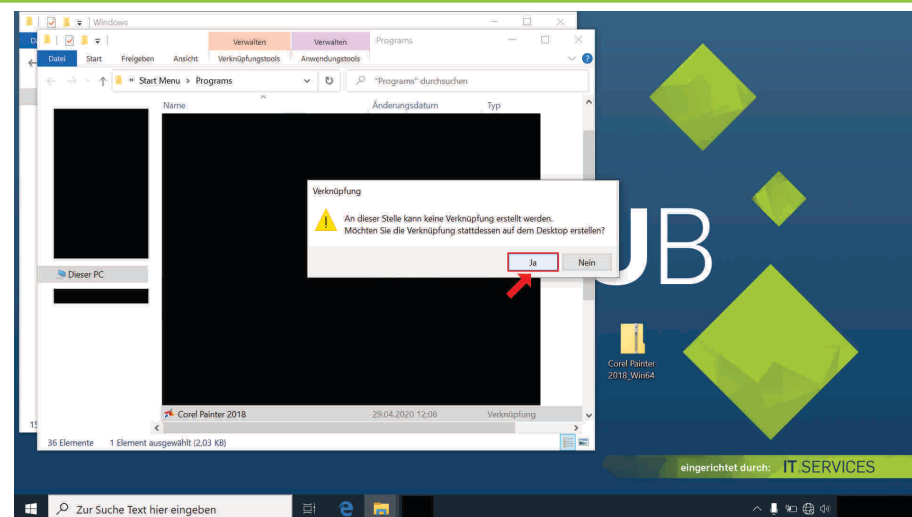 Windows
Verwalten
Verwalten
Programs
Datei
Start
Freigeben
Ansicht
Verknüpfungstools
Anwendungstools
« Start Menu > Programs
"Programs" durchsuchen
Name
Änderungsdatum
Typ
Verknüpfung
An dieser Stelle kann keine Verknüpfung erstellt werden.
Möchten Sie die Verknüpfung stattdessen auf dem Desktop erstellen?
Ja
Nein
Dieser PC
UB
Corel Painter
2018_Win64
Corel Painter 2018
29.04.2020 12:08
Verknüpfung
36 Elemente
1 Element ausgewählt (2,03 KB)
eingerichtet durch: IT.SERVICES
Zur Suche Text hier eingeben